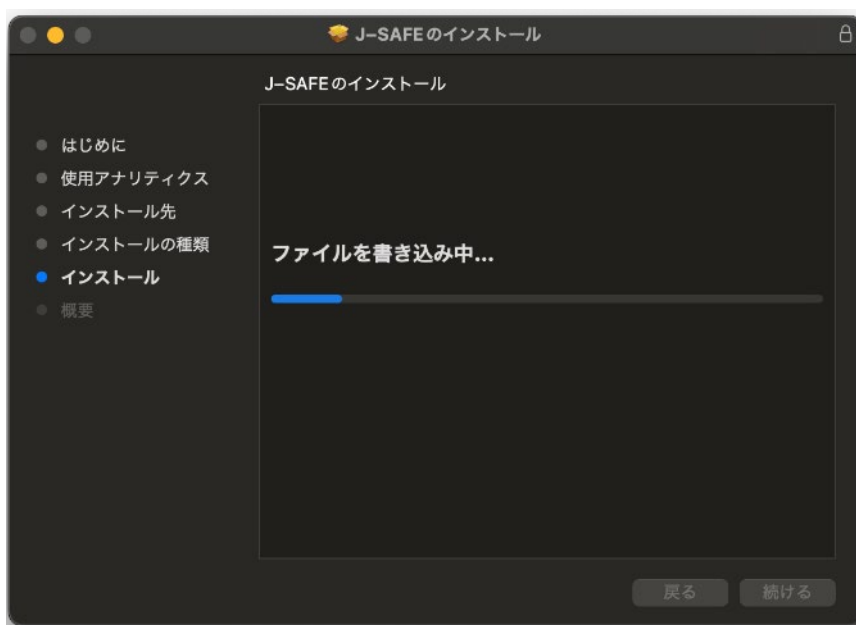 J-SAFEのインストール
J-SAFEのインストール
はじめに
使用アナリティクス
インストール先
インストールの種類
インストール
概要
ファイルを書き込み中...
戻る
続ける